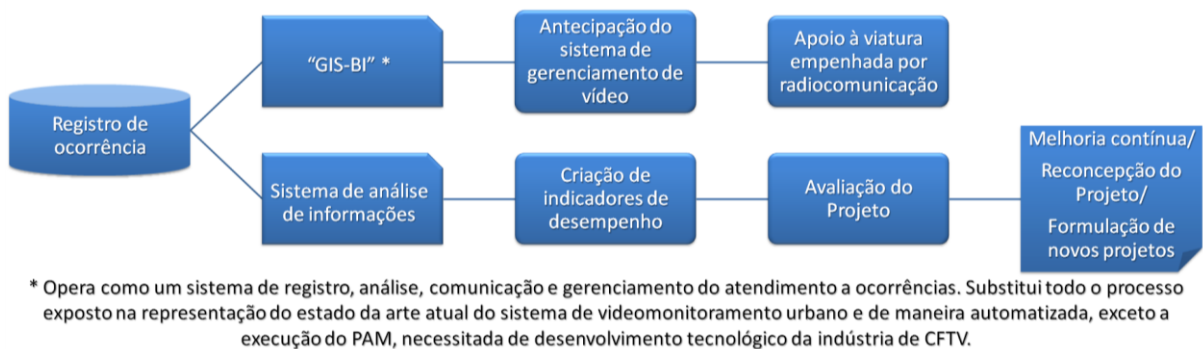 Registro de
ocorrência
“GIS-BI” *
Antecipação do
sistema de
gerenciamento de
vídeo
Apoio à viatura
empenhada por
radiocomunicação
Sistema de análise
de informações
Criação de
indicadores de
desempenho
Avaliação do
Projeto
Melhoria contínua/
Reconcepção do
Projeto/
Formulação de
novos projetos
* Opera como um sistema de registro, análise, comunicação e gerenciamento do atendimento a ocorrências. Substitui todo o processo
exposto na representação do estado da arte atual do sistema de videomonitoramento urbano e de maneira automatizada, exceto a
execução do PAM, necessitada de desenvolvimento tecnológico da indústria de CFTV.